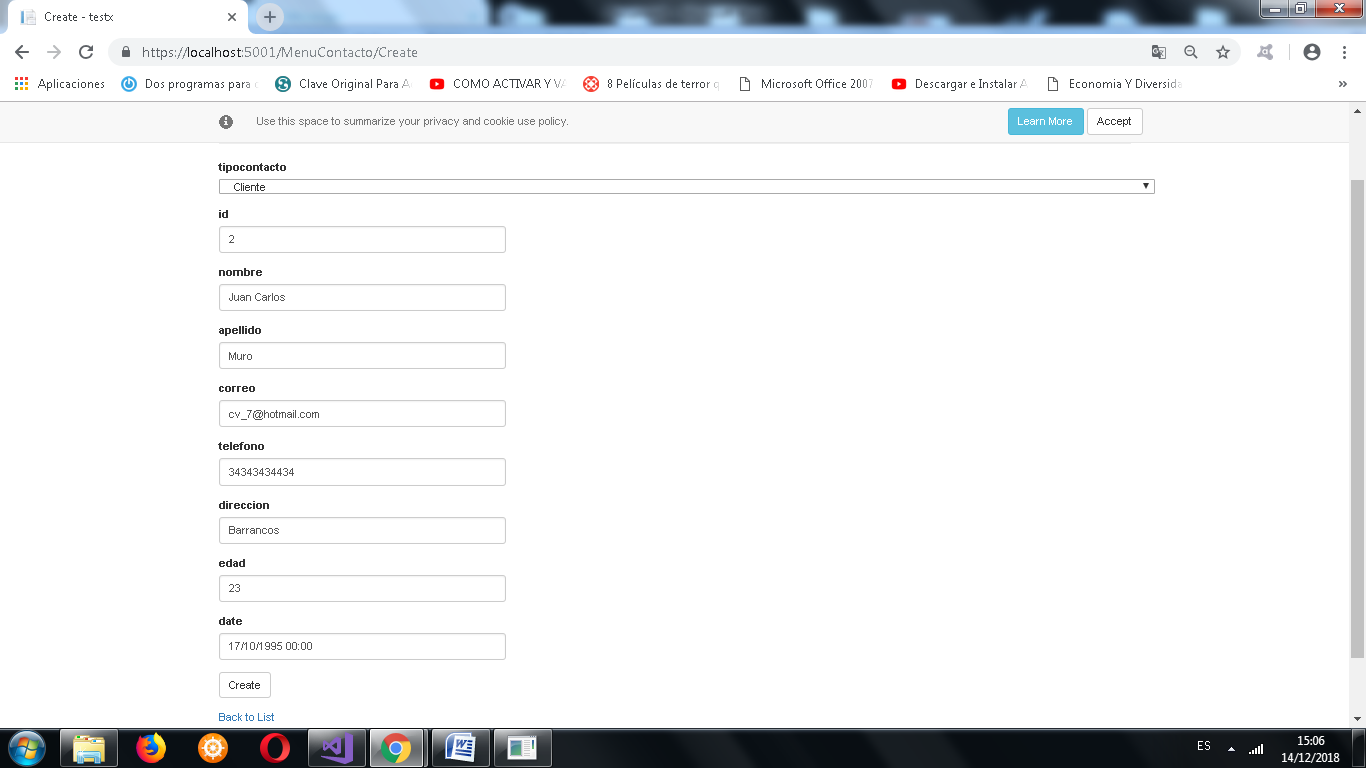 Create - testx
https://localhost:5001/MenuContacto/Create
Aplicaciones Dos programas para Clave Original Para A COMO ACTIVAR Y VA 8 Películas de terror q Microsoft Office 2007 Descargar e Instalar A Economia Y Diversida »
Use this space to summarize your privacy and cookie use policy. Learn More Accept
tipocontacto
Cliente
id
2
nombre
Juan Carlos
apellido
Muro
correo
cv_7@hotmail.com
telefono
34343434434
direccion
Barrancos
edad
23
date
17/10/1995 00:00
Create
Back to List
ES
15:06
14/12/2018